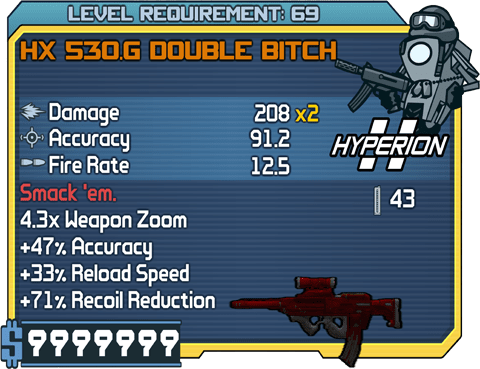 LEVEL REQUIREMENT: 69
HX 530.G DOUBLE BITCH
Damage 208 x2
Accuracy 91.2
Fire Rate 12.5
HYPERION
Smack 'em.
43
4.3x Weapon Zoom
+47% Accuracy
+33% Reload Speed
+71% Recoil Reduction
$ 9999999